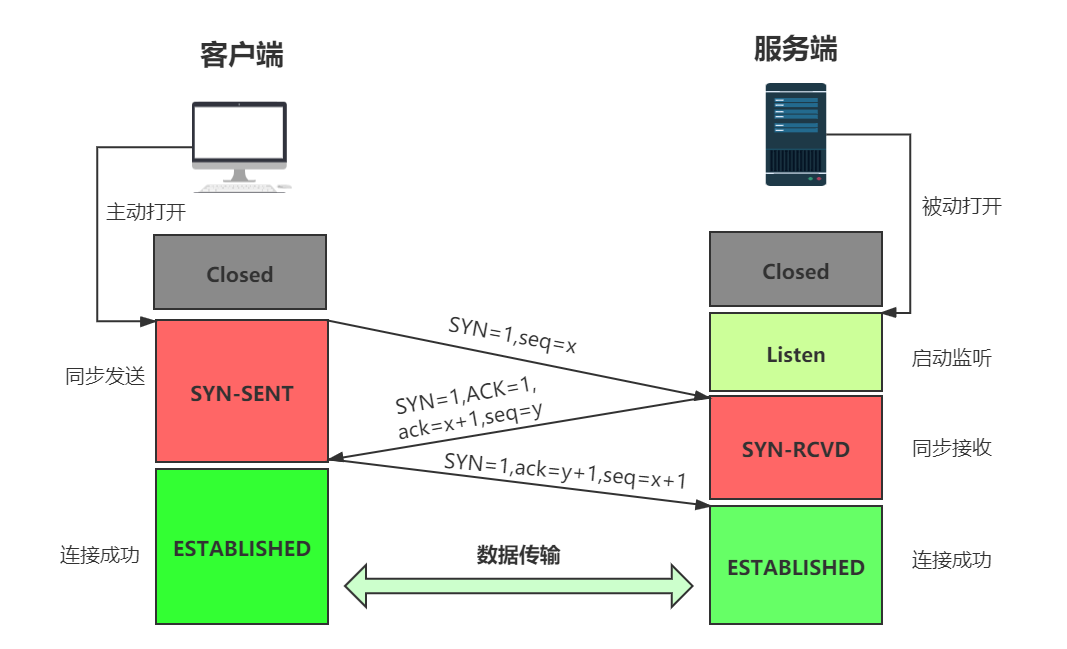 客户端
服务端
主动打开
被动打开
Closed
Closed
SYN=1,seq=x
Listen
启动监听
同步发送
SYN-SENT
SYN=1,ACK=1,
ack=x+1,seq=y
SYN-RCVD
同步接收
SYN=1,ack=y+1,seq=x+1
连接成功
ESTABLISHED
数据传输
ESTABLISHED
连接成功